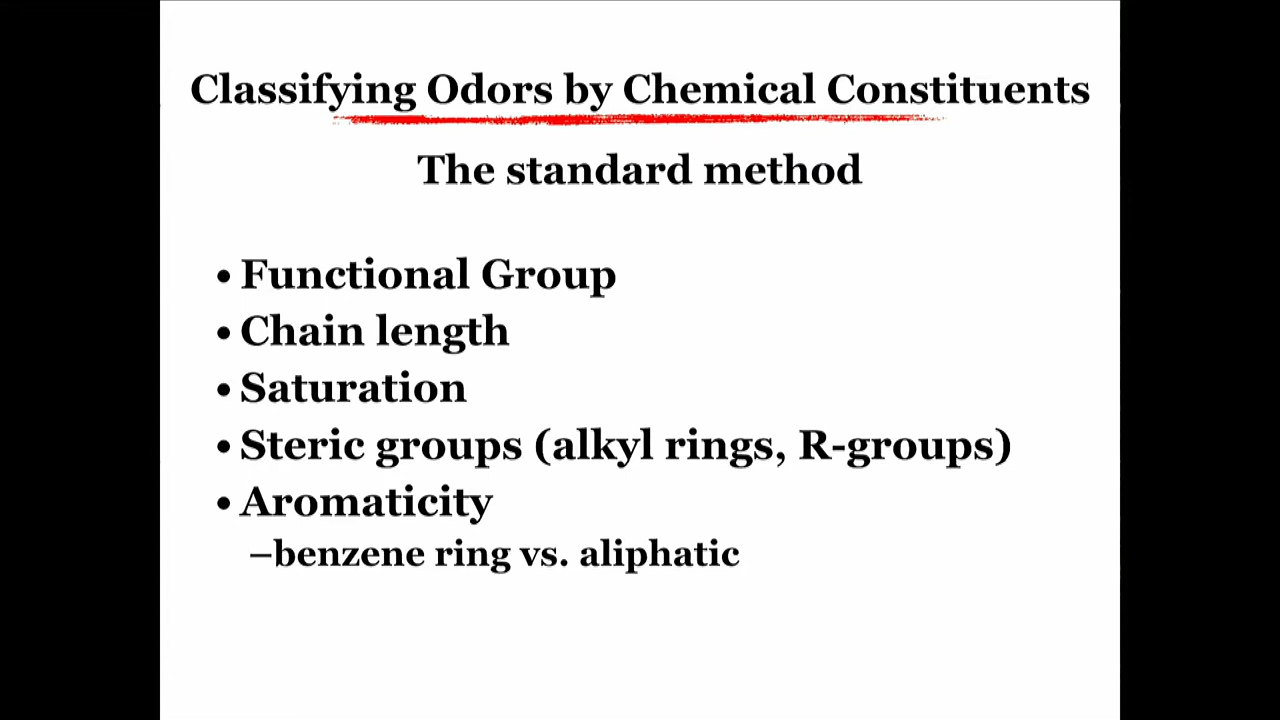 Classifying Odors by Chemical Constituents
The standard method
• Functional Group
• Chain length
• Saturation
• Steric groups (alkyl rings, R-groups)
• Aromaticity
–benzene ring vs. aliphatic